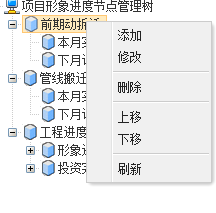 项目形象进度节点管理树
前期动拆迁
本月
下月
管线搬迁
本月
下月
工程进度
形象进
投资完
添加
修改
删除
上移
下移
刷新